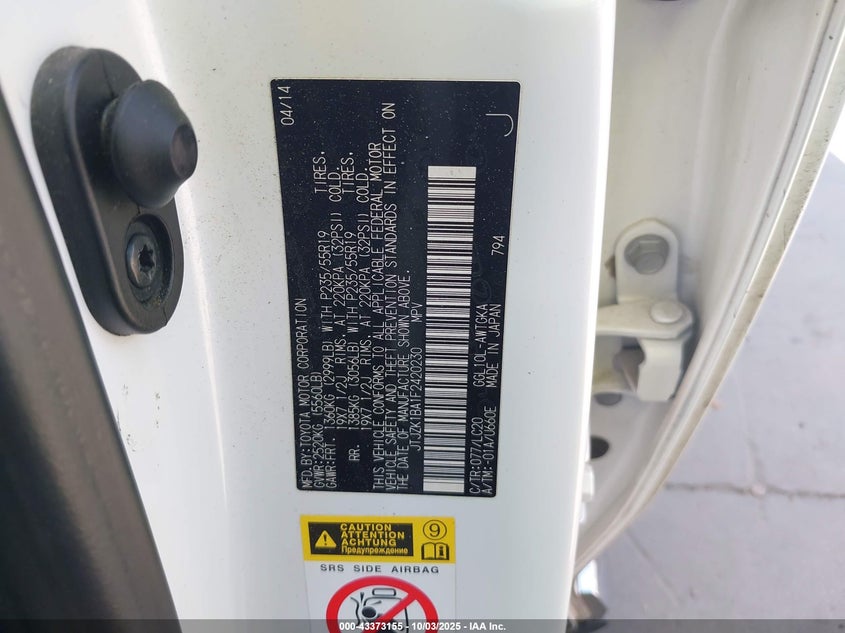 04/14
MFD.BY:TOYOTA MOTOR CORPORATION
GVWR:2520KG (5560LB)
GAWR:FRT. 1360KG (2999LB) WITH P235/55R19 TIRES.
19X7 1/2J RIMS. AT 220KPA (32PSI) COLD.
RR. 1385KG (3056LB) WITH P235/55R19 TIRES.
19X7 1/2J RIMS. AT 220KPA (32PSI) COLD.
THIS VEHICLE CONFORMS TO ALL APPLICABLE FEDERAL MOTOR
VEHICLE SAFETY AND THEFT PREVENTION STANDARDS IN EFFECT ON
THE DATE OF MANUFACTURE SHOWN ABOVE.
JTJZK1BA1F2420230 MPV
794
J
C/TR:077/LC20 GGL10L-AWTGKA
A/TM:-01A/U660E MADE IN JAPAN
CAUTION
ATTENTION
ACHTUNG
Предупреждение
9
SRS SIDE AIRBAG
000-43373155 - 10/03/2025 - IAA Inc.